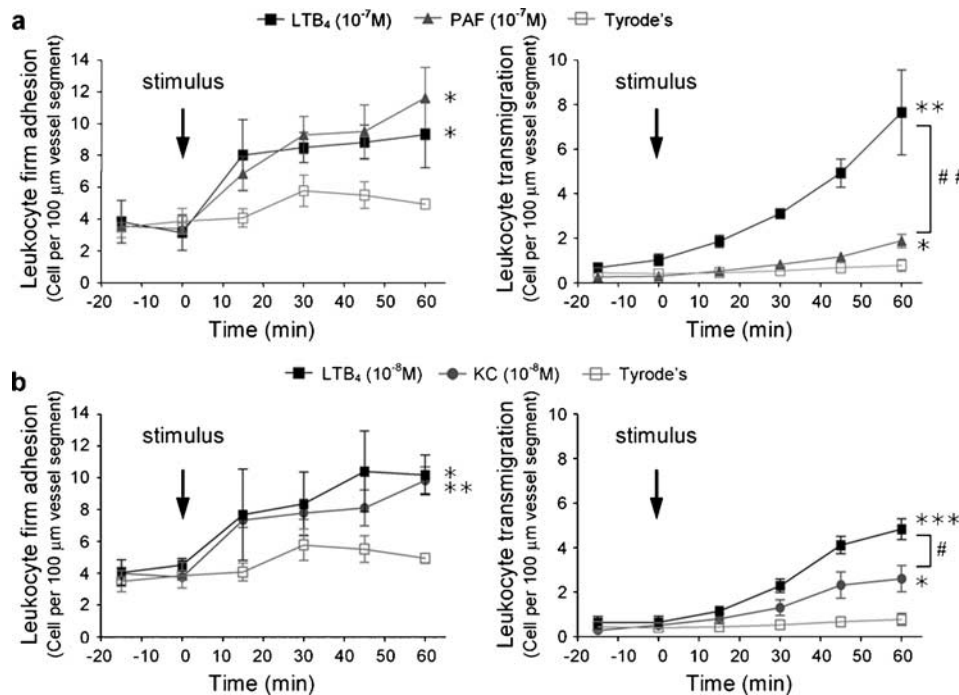 a
LTB₄ (10⁻⁷M) PAF (10⁻⁷M) Tyrode's
Leukocyte firm adhesion
(Cell per 100 µm vessel segment)
14
12
10
8
6
4
2
0
stimulus
*
*
-20 -10 0 10 20 30 40 50 60
Time (min)
Leukocyte transmigration
(Cell per 100 µm vessel segment)
10
8
6
4
2
0
stimulus
**
##
*
-20 -10 0 10 20 30 40 50 60
Time (min)
b
LTB₄ (10⁻⁸M) KC (10⁻⁸M) Tyrode's
Leukocyte firm adhesion
(Cell per 100 µm vessel segment)
14
12
10
8
6
4
2
0
stimulus
*
**
-20 -10 0 10 20 30 40 50 60
Time (min)
Leukocyte transmigration
(Cell per 100 µm vessel segment)
10
8
6
4
2
0
stimulus
***
#
*
-20 -10 0 10 20 30 40 50 60
Time (min)